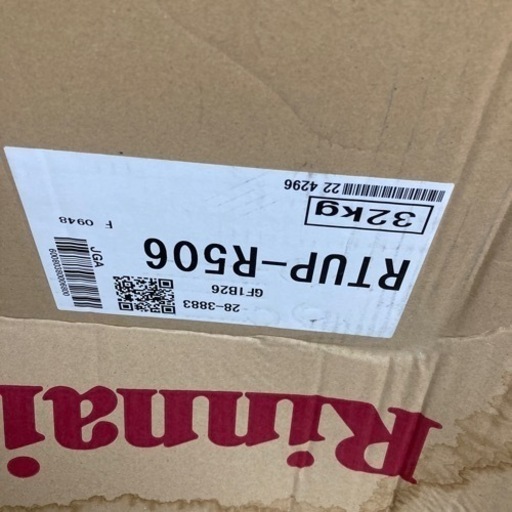 Rinnai
28-3883
GF1B26
RTUP-R506
32kg
22 4296
JGA
F 0948